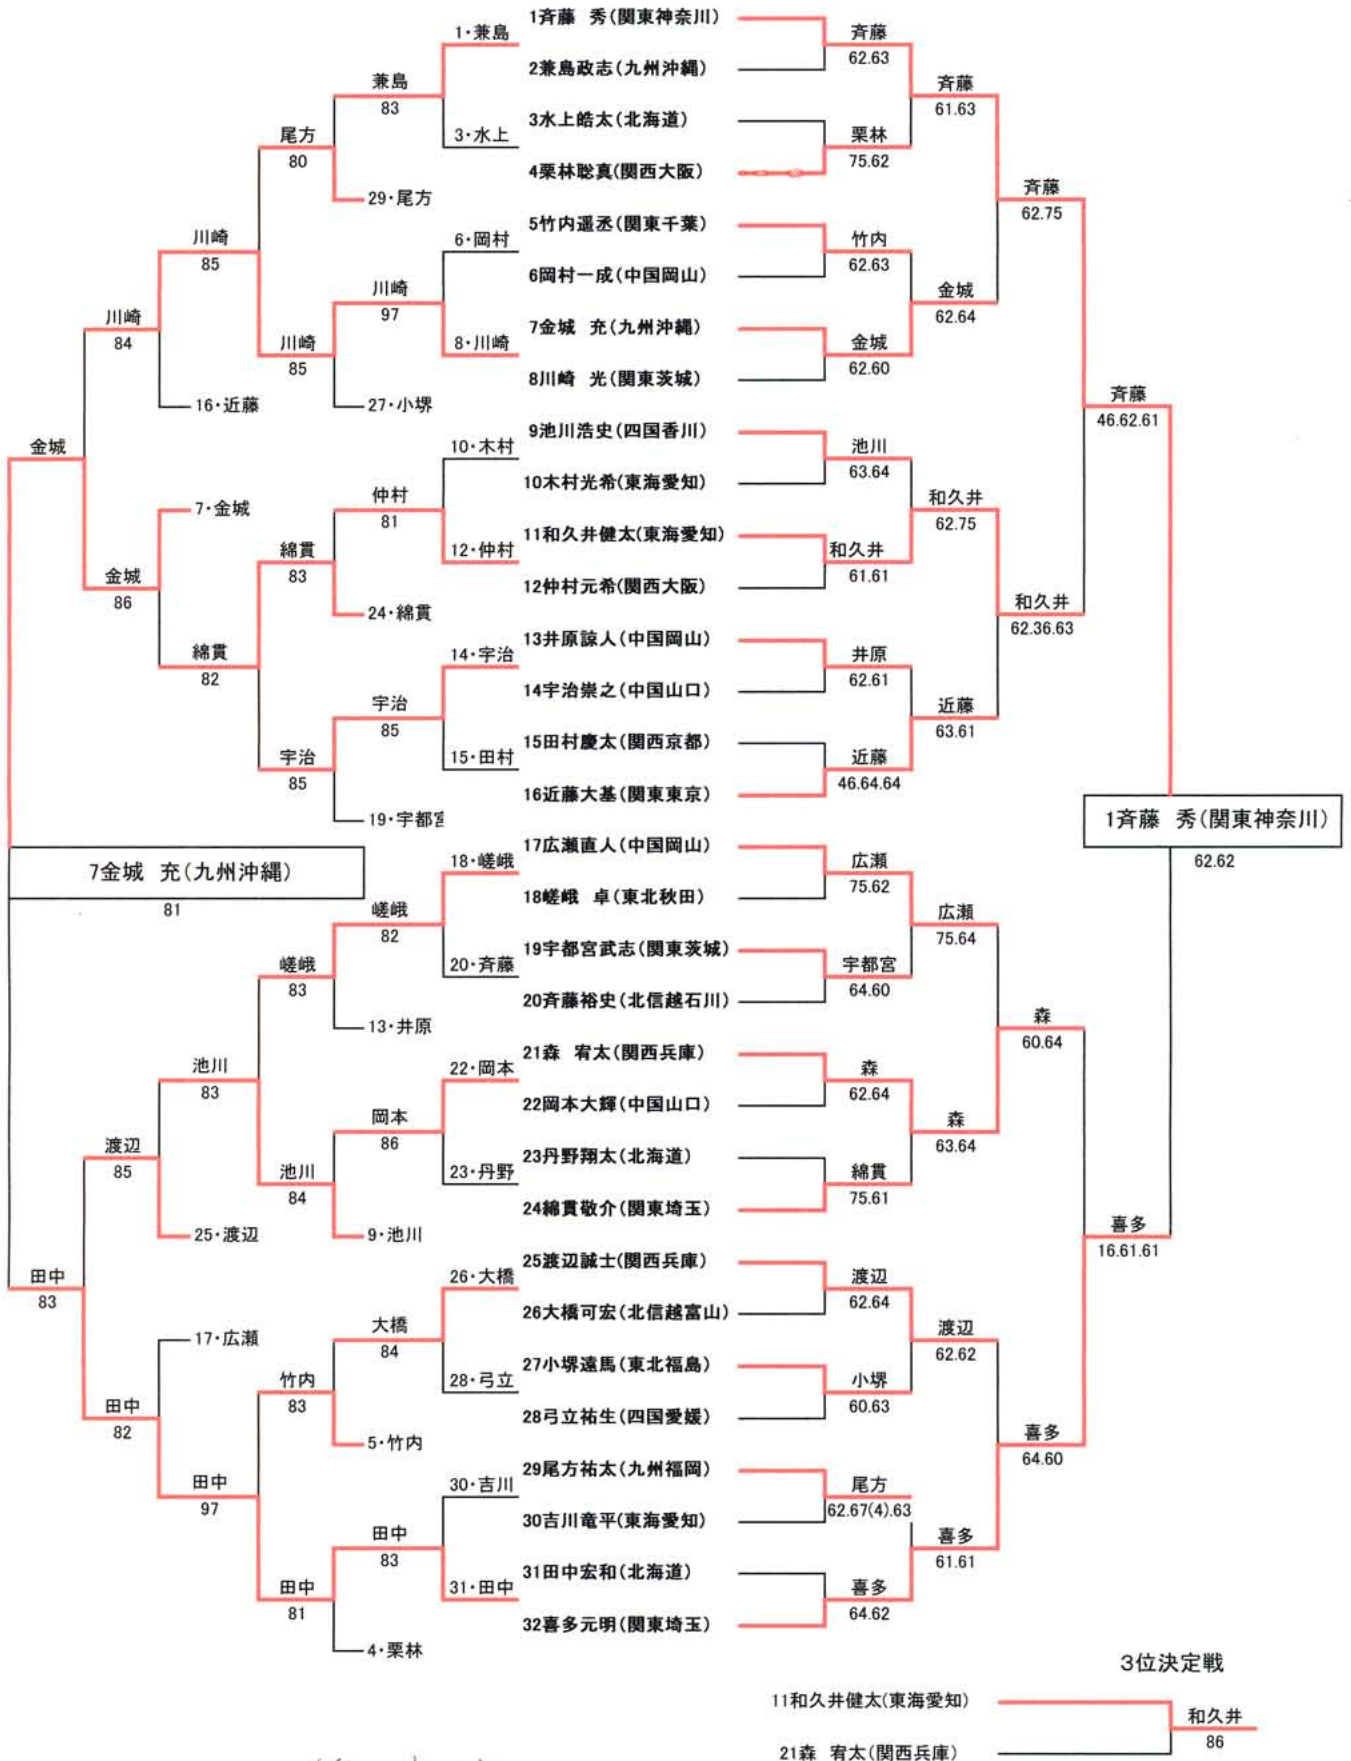 1斉藤　秀(関東神奈川)
1・兼島
斉藤
62.63
2兼島政志(九州沖縄)
兼島
83
斉藤
61.63
3水上皓太(北海道)
尾方
80
3・水上
栗林
75.62
4栗林聡真(関西大阪)
29・尾方
斉藤
62.75
5竹内遥丞(関東千葉)
川崎
85
6・岡村
竹内
62.63
6岡村一成(中国岡山)
川崎
97
金城
62.64
川崎
84
7金城　充(九州沖縄)
川崎
85
8・川崎
金城
62.60
8川崎　光(関東茨城)
16・近藤
27・小堺
斉藤
46.62.61
9池川浩史(四国香川)
金城
10・木村
池川
63.64
10木村光希(東海愛知)
7・金城
仲村
81
和久井
62.75
11和久井健太(東海愛知)
綿貫
83
12・仲村
和久井
61.61
金城
86
12仲村元希(関西大阪)
24・綿貫
和久井
62.36.63
13井原諒人(中国岡山)
綿貫
82
14・宇治
井原
62.61
14宇治崇之(中国山口)
宇治
85
近藤
63.61
15田村慶太(関西京都)
宇治
85
15・田村
近藤
46.64.64
16近藤大基(関東東京)
19・宇都宮
1斉藤　秀(関東神奈川)
62.62
17広瀬直人(中国岡山)
7金城　充(九州沖縄)
81
18・嵯峨
広瀬
75.62
18嵯峨　卓(東北秋田)
嵯峨
82
広瀬
75.64
19宇都宮武志(関東茨城)
嵯峨
83
20・斉藤
宇都宮
64.60
20斉藤裕史(北信越石川)
13・井原
森
60.64
21森　宥太(関西兵庫)
池川
83
22・岡本
森
62.64
22岡本大輝(中国山口)
岡本
86
森
63.64
渡辺
85
23丹野翔太(北海道)
池川
84
23・丹野
綿貫
75.61
24綿貫敬介(関東埼玉)
25・渡辺
9・池川
喜多
16.61.61
25渡辺誠士(関西兵庫)
田中
83
26・大橋
渡辺
62.64
26大橋可宏(北信越富山)
17・広瀬
大橋
84
渡辺
62.62
27小堺遠馬(東北福島)
竹内
83
28・弓立
小堺
60.63
田中
82
28弓立祐生(四国愛媛)
5・竹内
喜多
64.60
29尾方祐太(九州福岡)
田中
97
30・吉川
尾方
62.67(4).63
30吉川竜平(東海愛知)
田中
83
喜多
61.61
31田中宏和(北海道)
田中
81
31・田中
喜多
64.62
32喜多元明(関東埼玉)
4・栗林
3位決定戦
11和久井健太(東海愛知)
和久井
86
21森　宥太(関西兵庫)